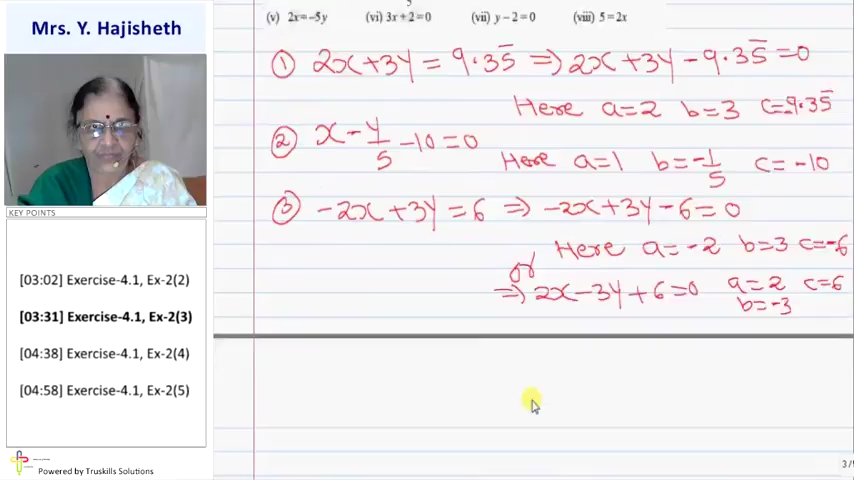 Mrs. Y. Hajisheth
5
(v) 2x=-5y (vi) 3x+2=0 (vii) y-2=0 (viii) 5=2x
① 2x+3y = 9.35̅ ⇒ 2x+3y-9.35̅=0
Here a=2 b=3 c=-9.35̅
② x-y/5 -10=0
Here a=1 b=-1/5 c=-10
③ -2x+3y=6 ⇒ -2x+3y-6=0
Here a=-2 b=3 c=-6
or
⇒ 2x-3y+6=0 a=2 c=6
b=-3
KEY POINTS
[03:02] Exercise-4.1, Ex-2(2)
[03:31] Exercise-4.1, Ex-2(3)
[04:38] Exercise-4.1, Ex-2(4)
[04:58] Exercise-4.1, Ex-2(5)
Powered by Truskills Solutions